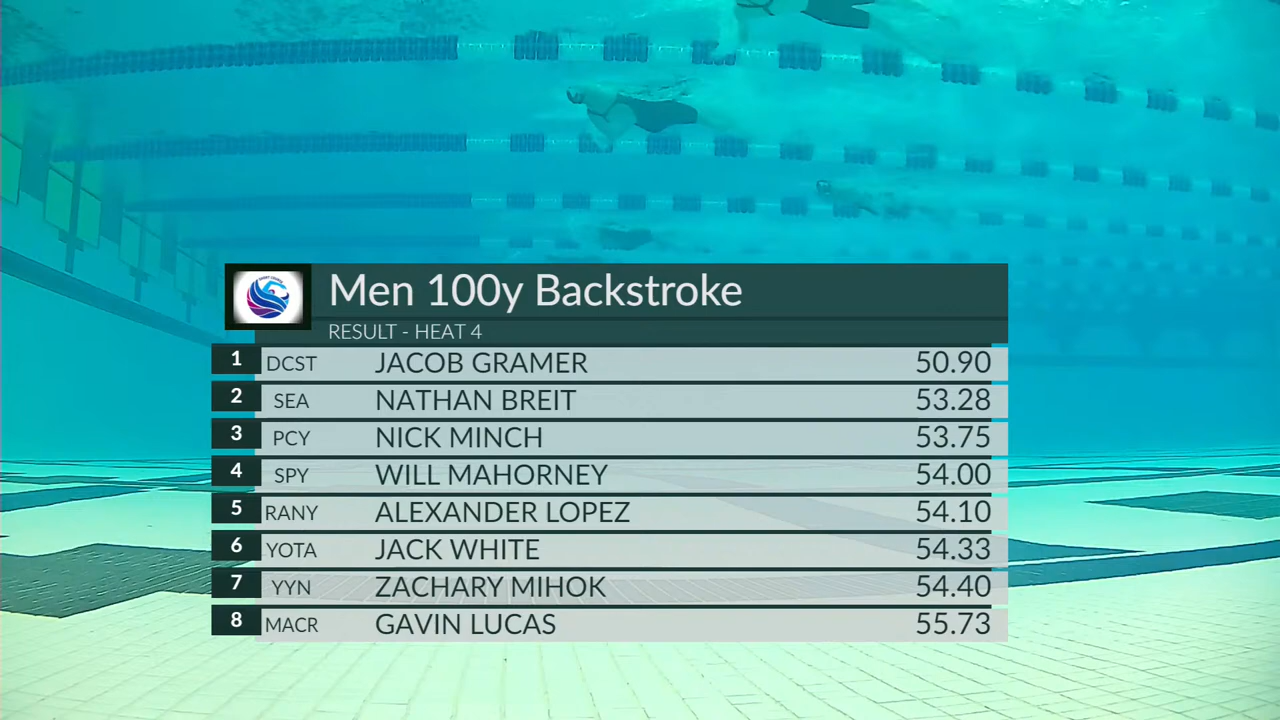 Men 100y Backstroke
RESULT - HEAT 4
1 DCST JACOB GRAMER 50.90
2 SEA NATHAN BREIT 53.28
3 PCY NICK MINCH 53.75
4 SPY WILL MAHORNEY 54.00
5 RANY ALEXANDER LOPEZ 54.10
6 YOTA JACK WHITE 54.33
7 YYN ZACHARY MIHOK 54.40
8 MACR GAVIN LUCAS 55.73